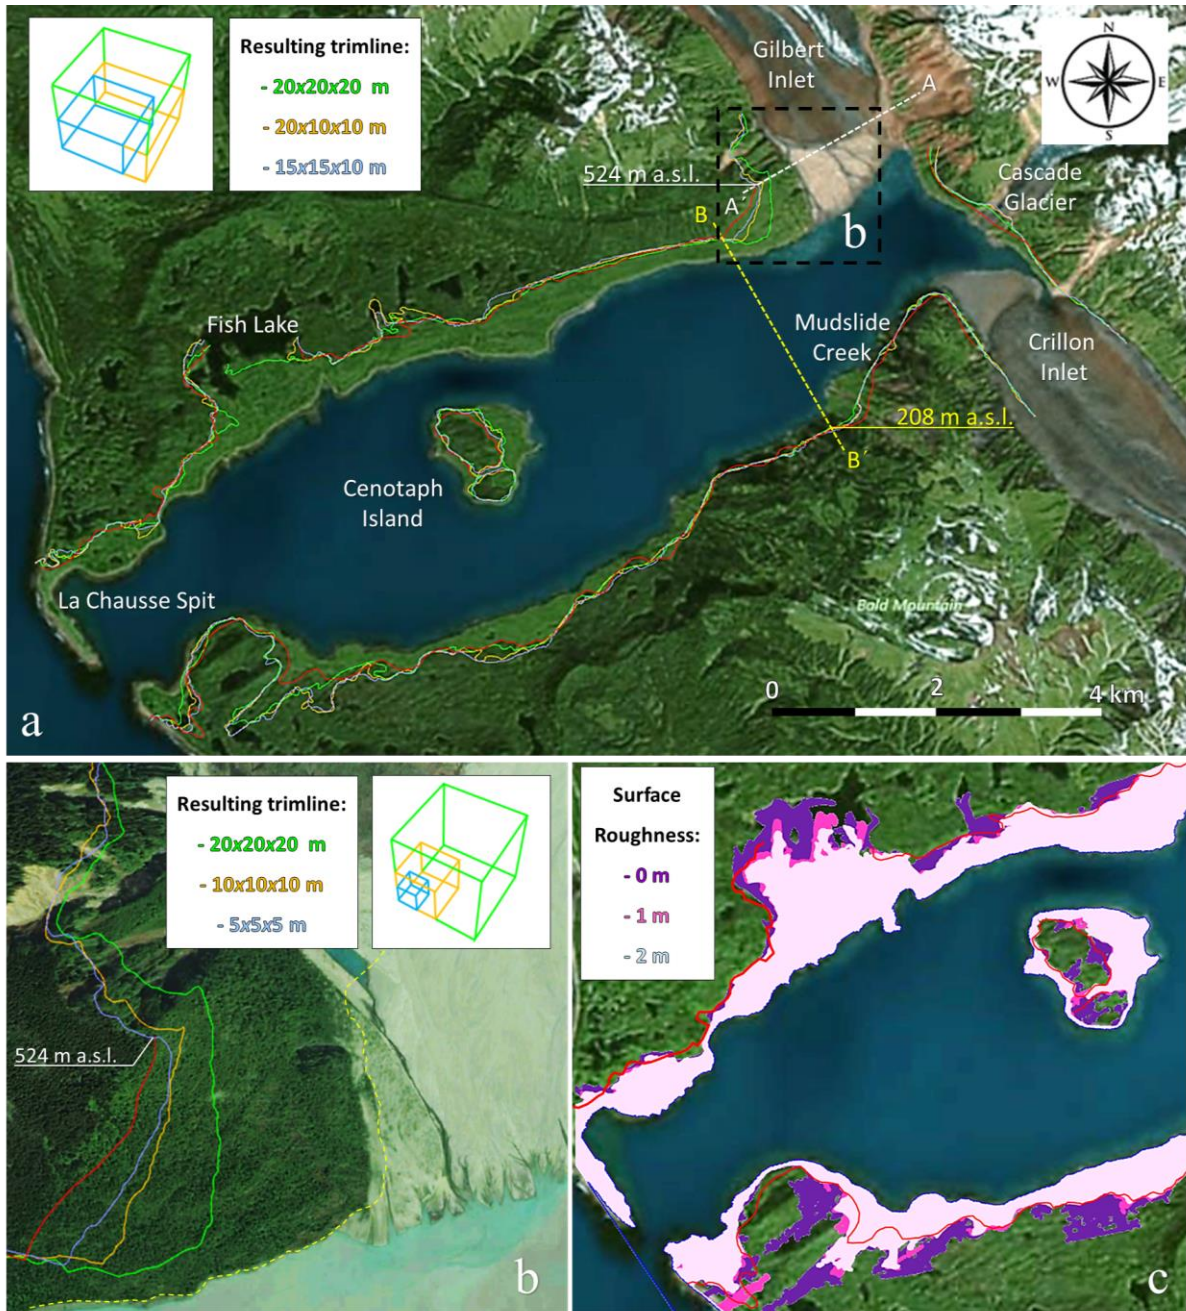 Resulting trimline:
- 20x20x20 m
- 20x10x10 m
- 15x15x10 m
Gilbert
Inlet
N
W E
S
A
524 m a.s.l.
A
B
b
Cascade
Glacier
Fish Lake
Mudslide
Creek
Crillon
Inlet
208 m a.s.l.
B´
Cenotaph
Island
La Chausse Spit
Bald Mountain
0 2 4 km
a
Resulting trimline:
- 20x20x20 m
- 10x10x10 m
- 5x5x5 m
524 m a.s.l.
b
Surface
Roughness:
- 0 m
- 1 m
- 2 m
c